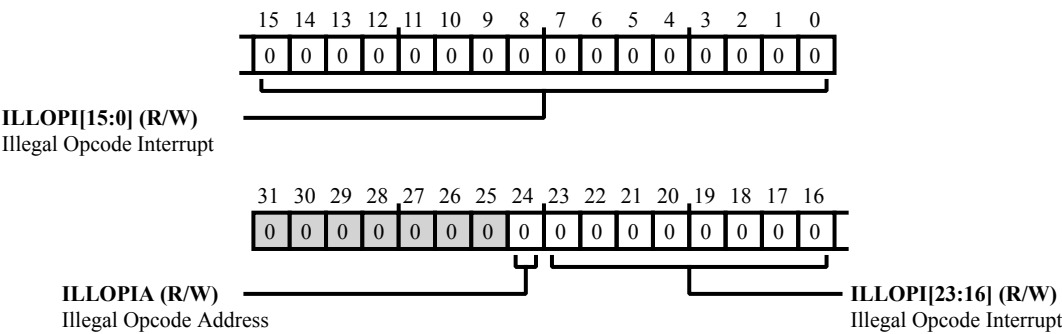 15 14 13 12 11 10 9 8 7 6 5 4 3 2 1 0
0 0 0 0 0 0 0 0 0 0 0 0 0 0 0 0
ILLOPI[15:0] (R/W)
Illegal Opcode Interrupt
31 30 29 28 27 26 25 24 23 22 21 20 19 18 17 16
0 0 0 0 0 0 0 0 0 0 0 0 0 0 0 0
ILLOPIA (R/W)
Illegal Opcode Address
ILLOPI[23:16] (R/W)
Illegal Opcode Interrupt